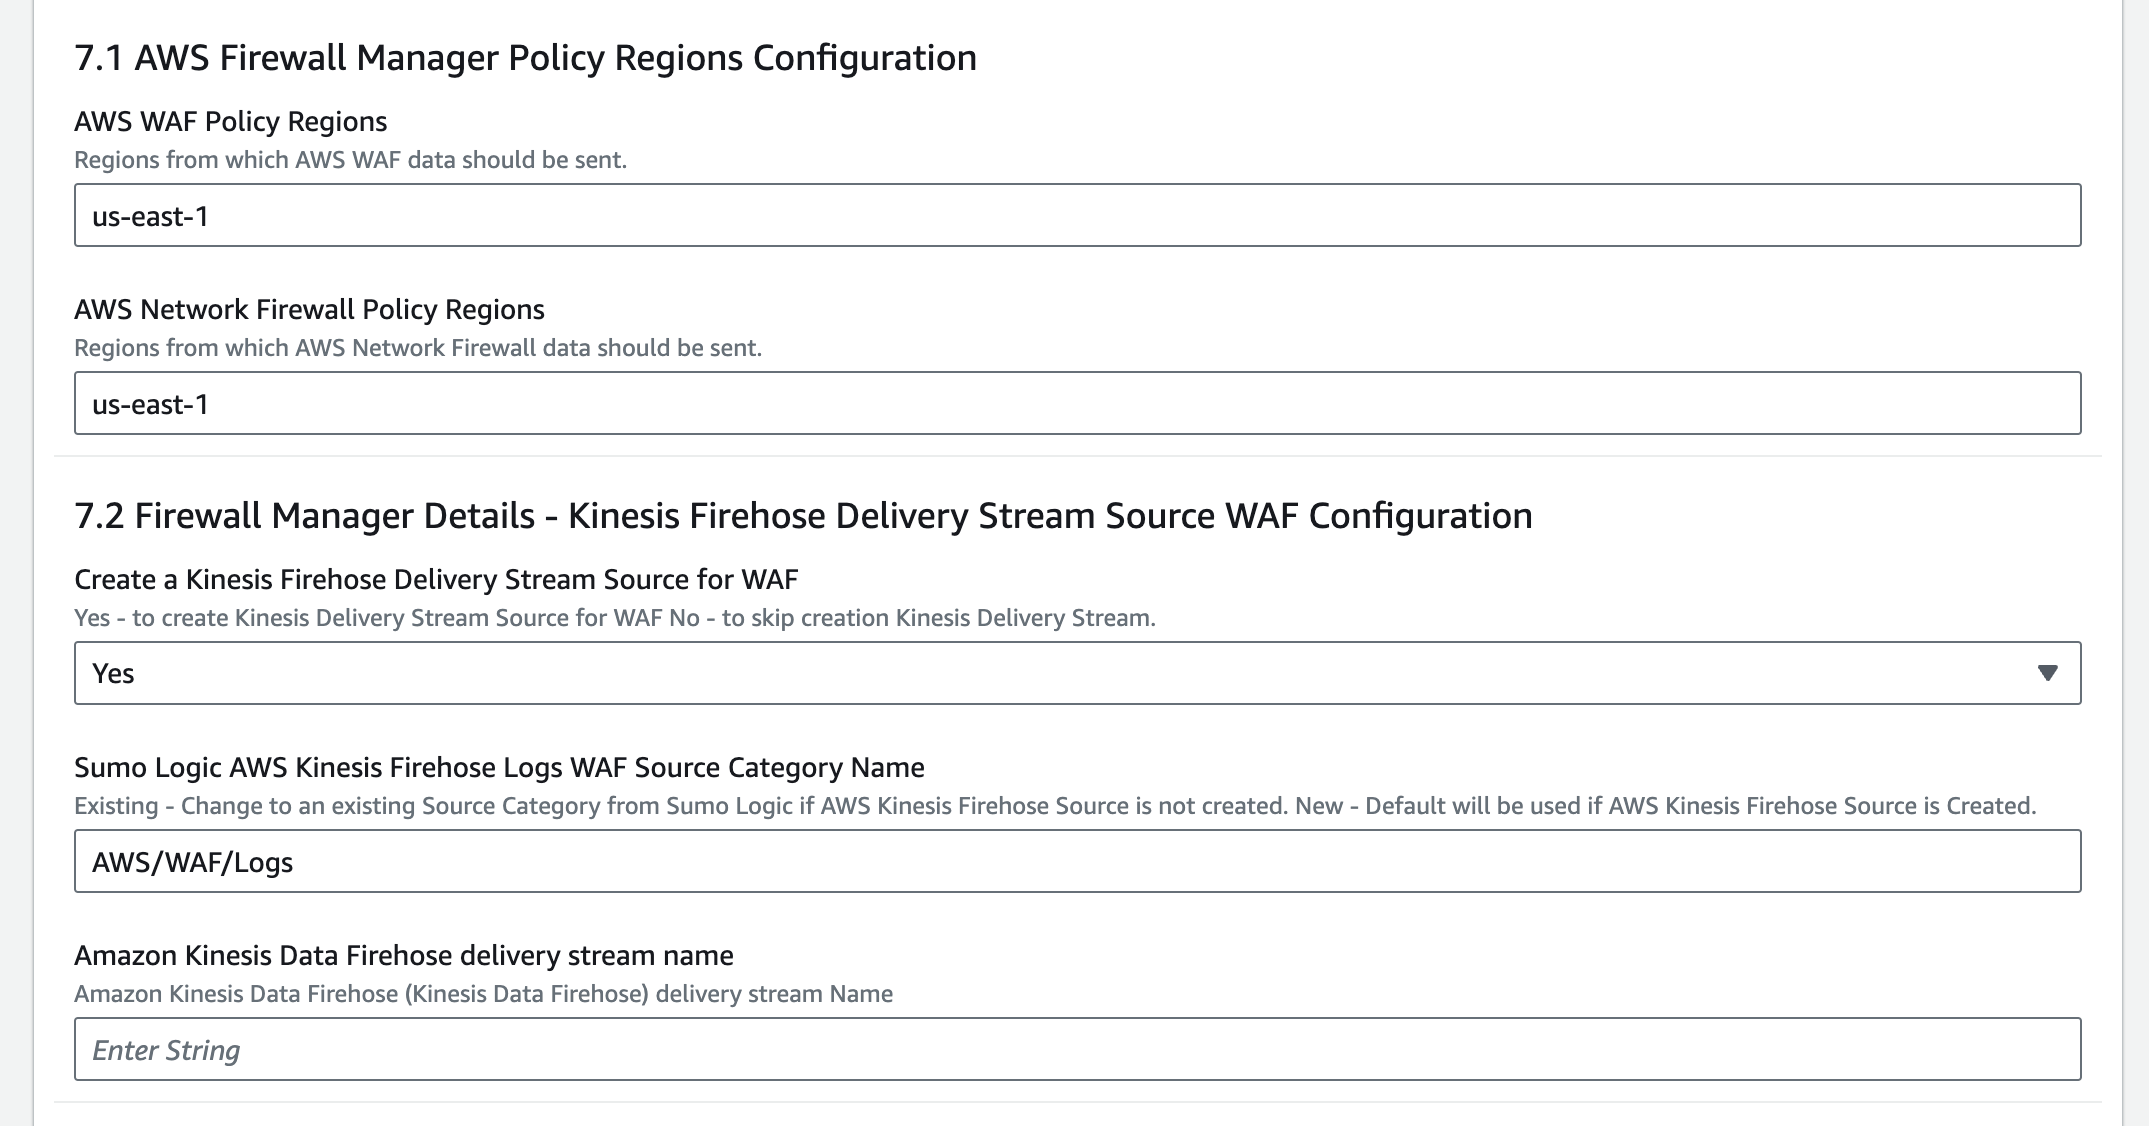 7.1 AWS Firewall Manager Policy Regions Configuration
AWS WAF Policy Regions
Regions from which AWS WAF data should be sent.
us-east-1
AWS Network Firewall Policy Regions
Regions from which AWS Network Firewall data should be sent.
us-east-1
7.2 Firewall Manager Details - Kinesis Firehose Delivery Stream Source WAF Configuration
Create a Kinesis Firehose Delivery Stream Source for WAF
Yes - to create Kinesis Delivery Stream Source for WAF No - to skip creation Kinesis Delivery Stream.
Yes
Sumo Logic AWS Kinesis Firehose Logs WAF Source Category Name
Existing - Change to an existing Source Category from Sumo Logic if AWS Kinesis Firehose Source is not created. New - Default will be used if AWS Kinesis Firehose Source is Created.
AWS/WAF/Logs
Amazon Kinesis Data Firehose delivery stream name
Amazon Kinesis Data Firehose (Kinesis Data Firehose) delivery stream Name
Enter String